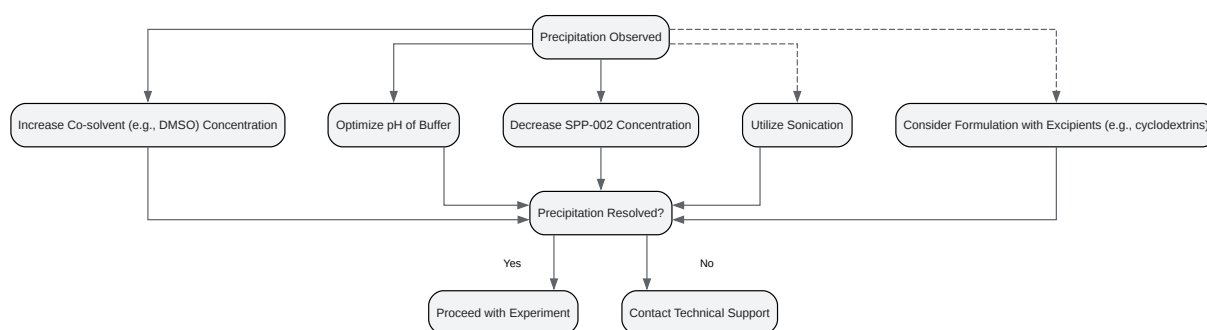 Precipitation Observed
Increase Co-solvent (e.g., DMSO) Concentration
Optimize pH of Buffer
Decrease SPP-002 Concentration
Utilize Sonication
Consider Formulation with Excipients (e.g., cyclodextrins)
Precipitation Resolved?
Yes
No
Proceed with Experiment
Contact Technical Support